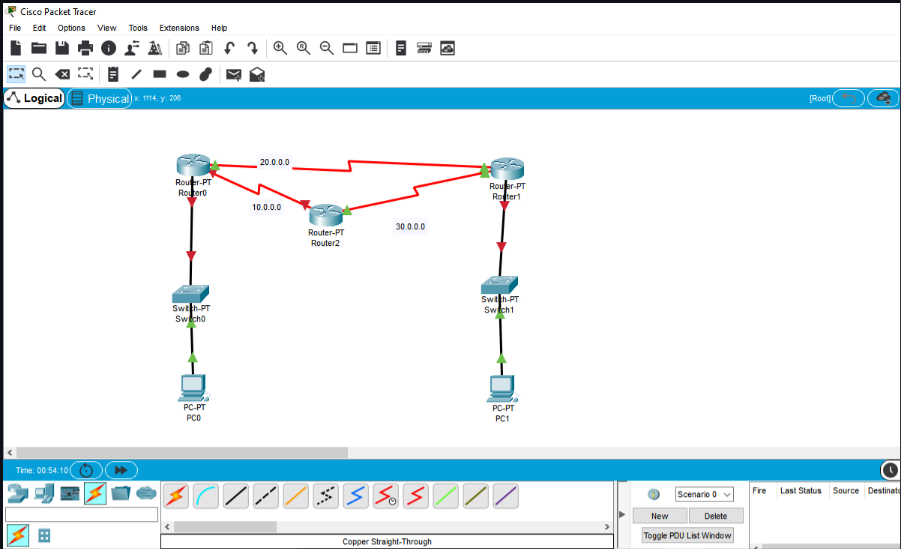 Cisco Packet Tracer
File Edit Options View Tools Extensions Help
Logical Physical x: 1114, y: 206 [Root]
20.0.0.0
Router-PT
Router0
Router-PT
Router1
10.0.0.0
Router-PT
Router2
30.0.0.0
Switch-PT
Switch0
Switch-PT
Switch1
PC-PT
PC0
PC-PT
PC1
Time: 00:54:10
Scenario 0
Fire Last Status Source Destinat
New Delete
Toggle PDU List Window
Copper Straight-Through